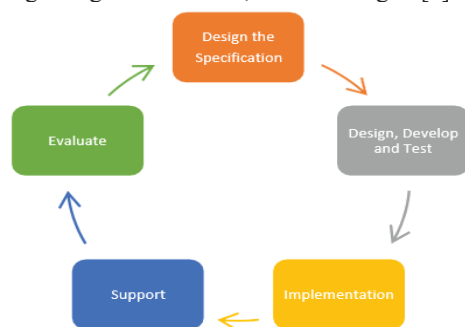 Design the
Specification
Evaluate
Design, Develop
and Test
Support
Implementation